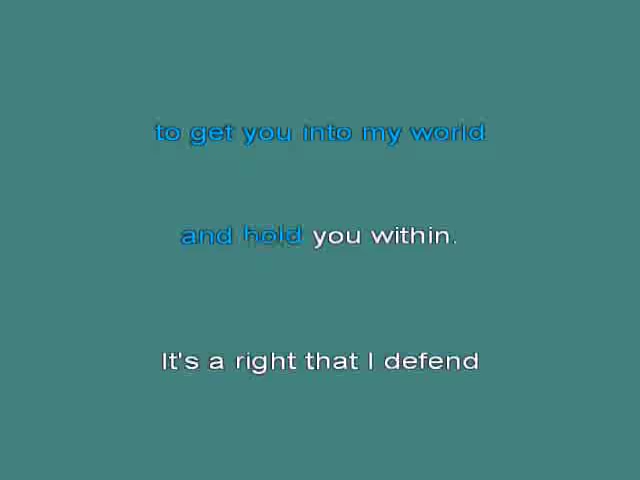 to get you into my world
and hold you within.
It's a right that I defend